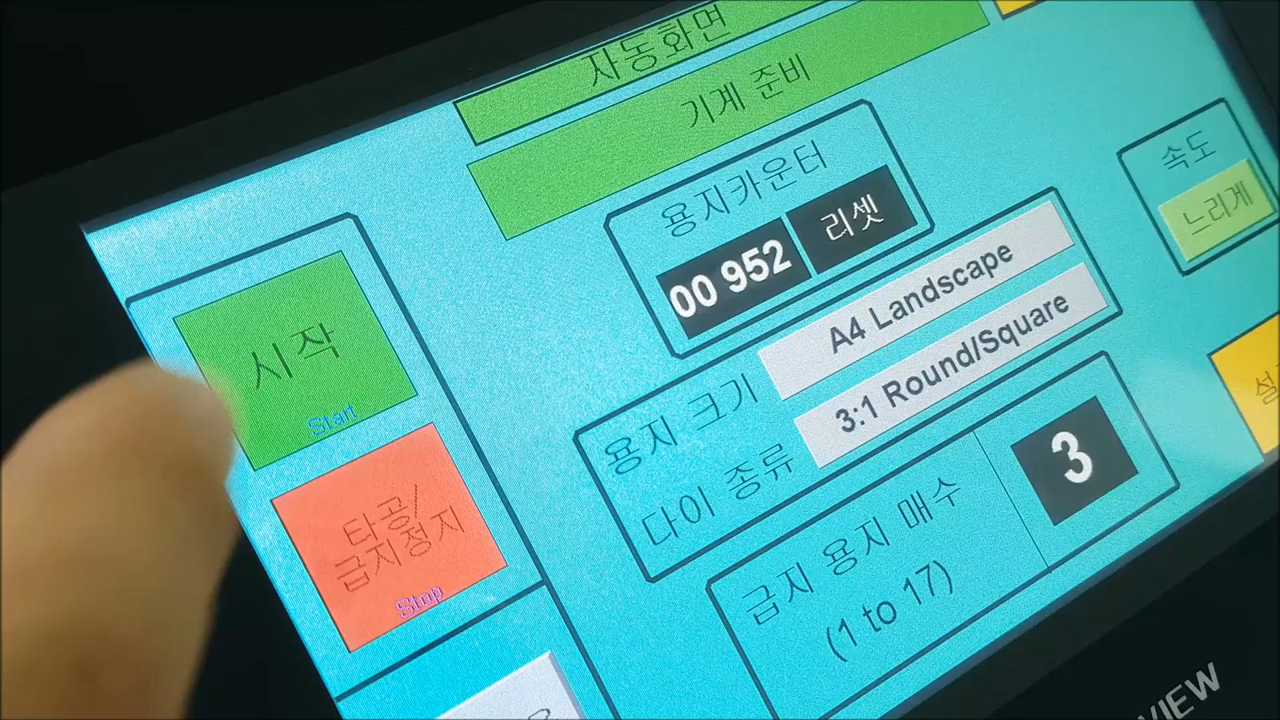 자동화면
기계 준비
용지카운터
00 952
리셋
속도
느리게
시작
Start
타공/
급지정지
Stop
용지 크기
A4 Landscape
다이 종류
3:1 Round/Square
급지 용지 매수
(1 to 17)
3